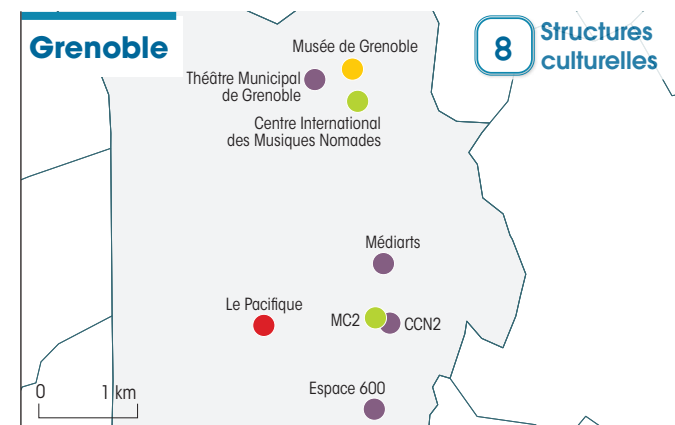 Grenoble
8
Structures
culturelles
Musée de Grenoble
Théâtre Municipal
de Grenoble
Centre International
des Musiques Nomades
Médiarts
Le Pacifique
MC2
CCN2
Espace 600
0 1 km